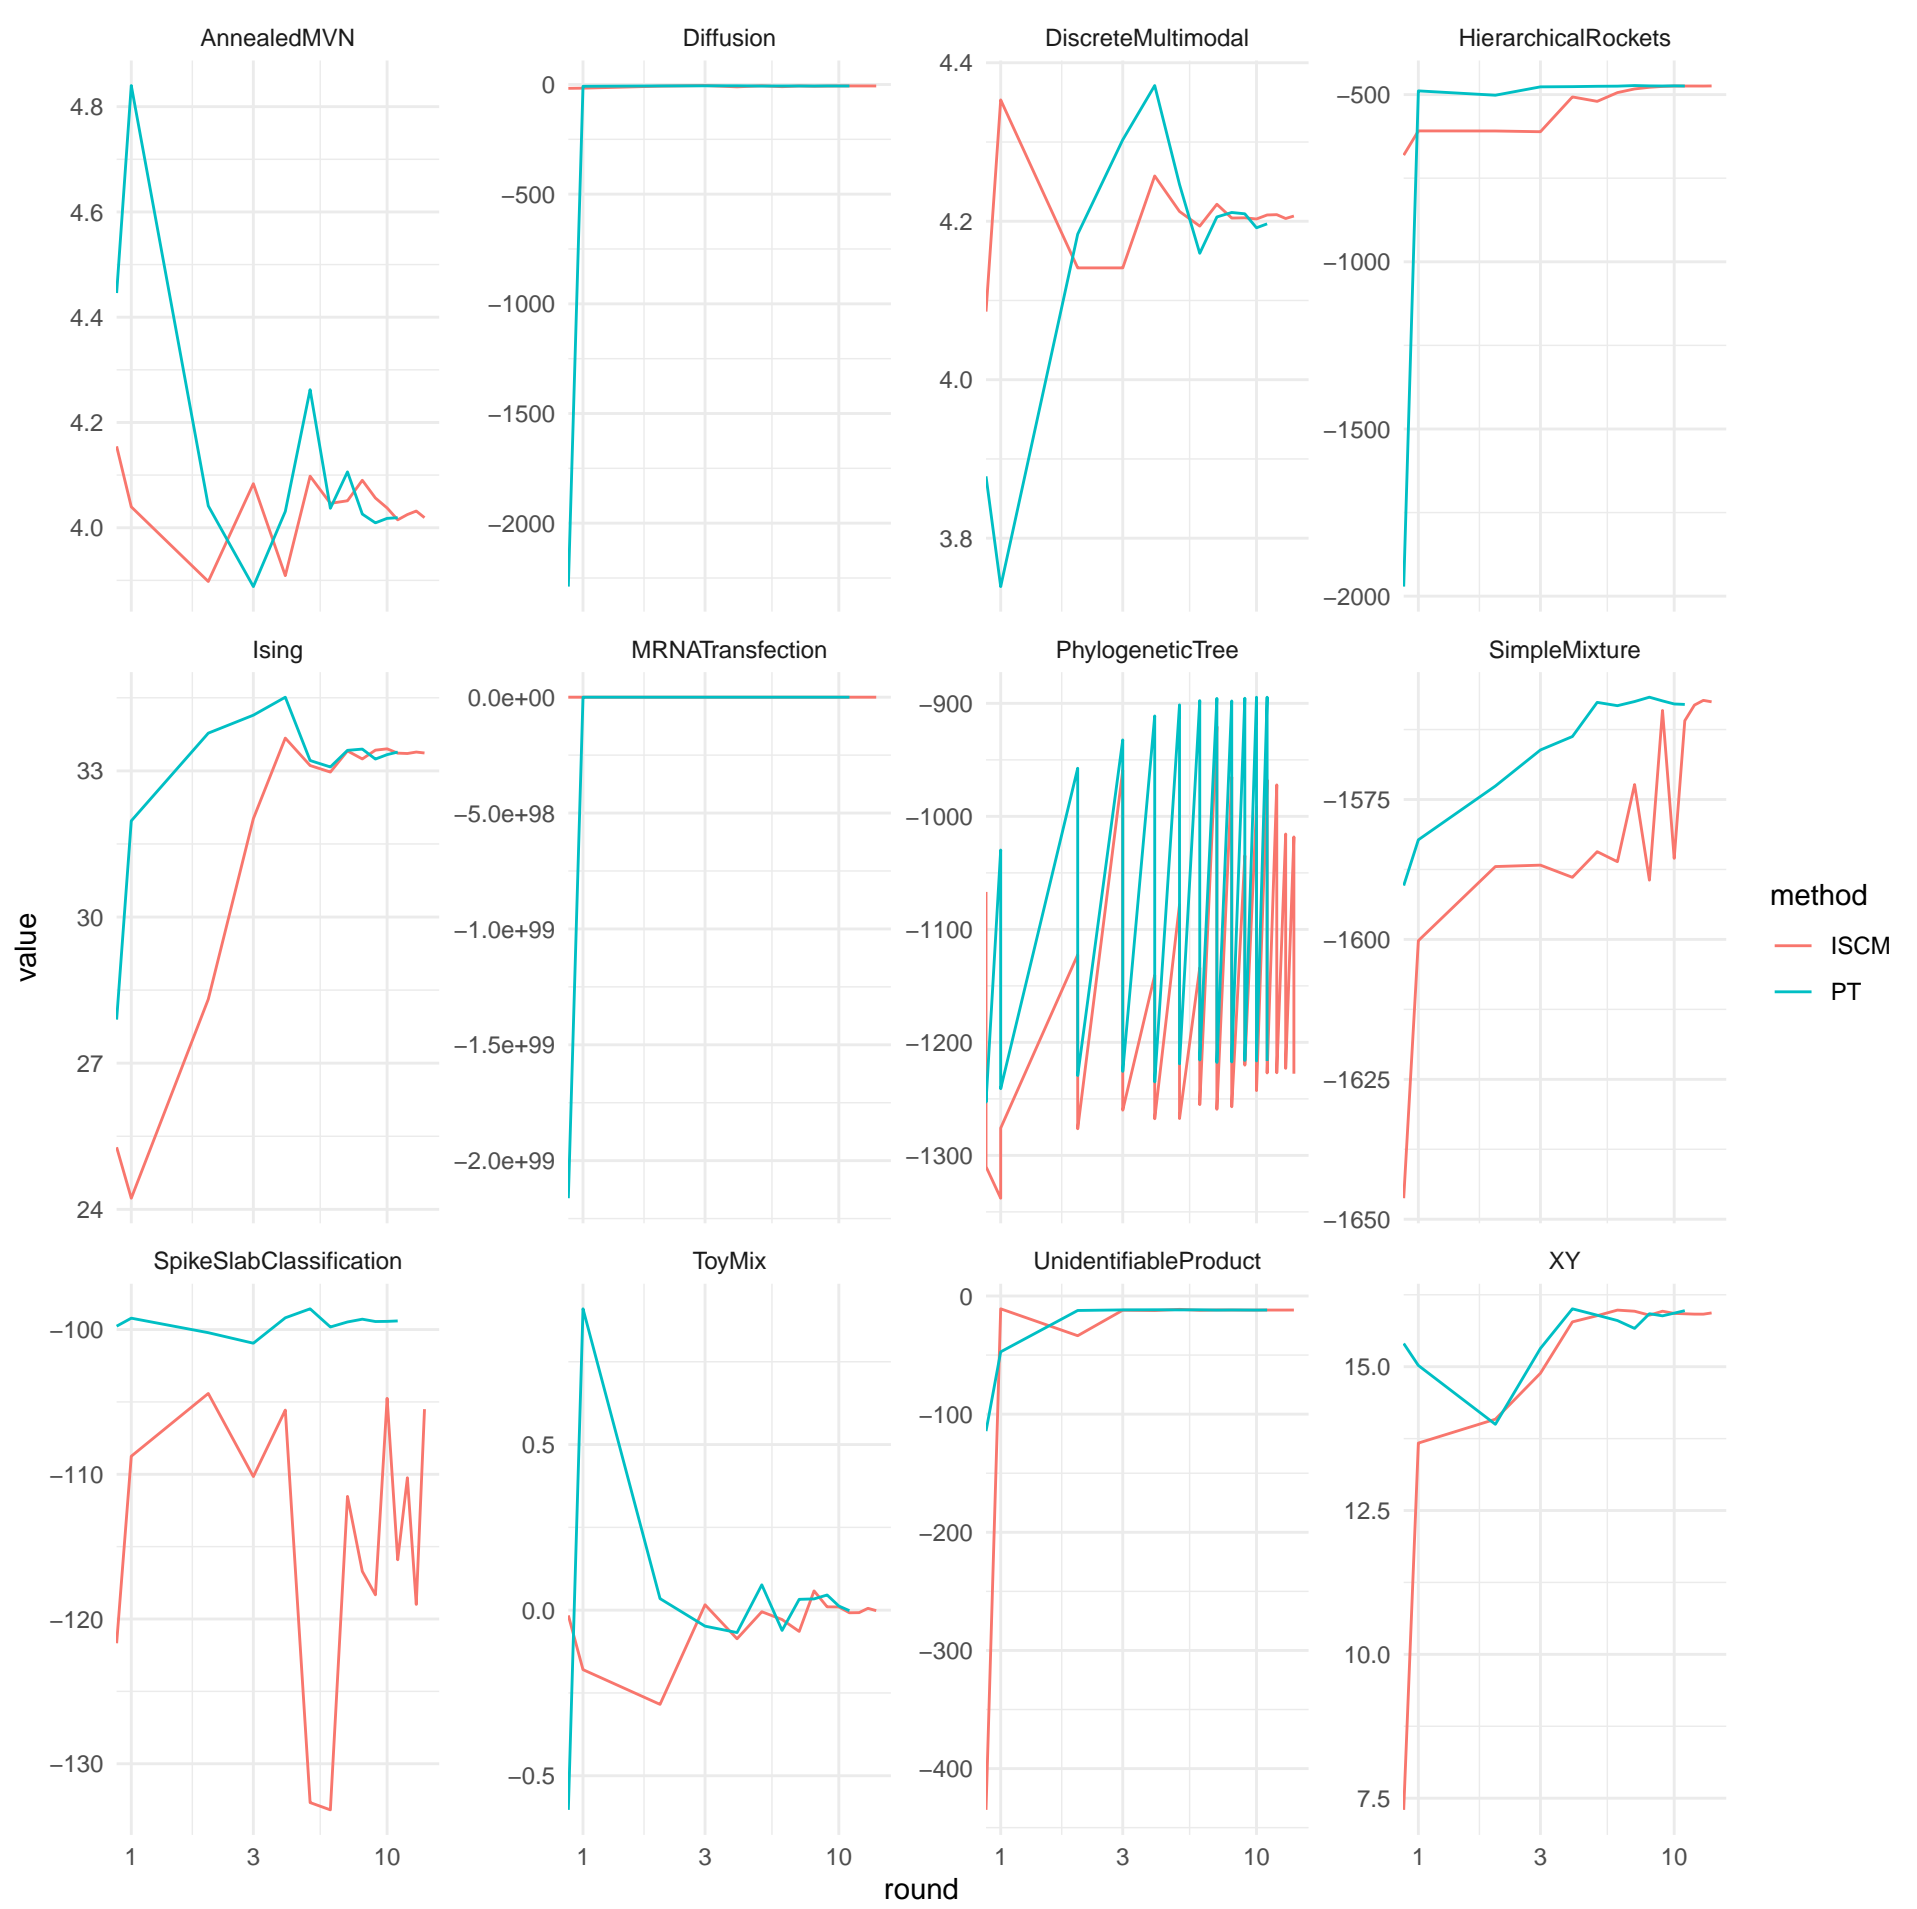 AnnealedMVN
Diffusion
DiscreteMultimodal
HierarchicalRockets
4.8
4.6
4.4
4.2
4.0
0
−500
−1000
−1500
−2000
4.4
4.2
4.0
3.8
−500
−1000
−1500
−2000
Ising
MRNATransfection
PhylogeneticTree
SimpleMixture
33
30
27
24
0.0e+00
−5.0e+98
−1.0e+99
−1.5e+99
−2.0e+99
−900
−1000
−1100
−1200
−1300
−1575
−1600
−1625
−1650
SpikeSlabClassification
ToyMix
UnidentifiableProduct
XY
−100
−110
−120
−130
0.5
0.0
−0.5
0
−100
−200
−300
−400
15.0
12.5
10.0
7.5
1 3 10
1 3 10
1 3 10
1 3 10
round
value
method
ISCM
PT